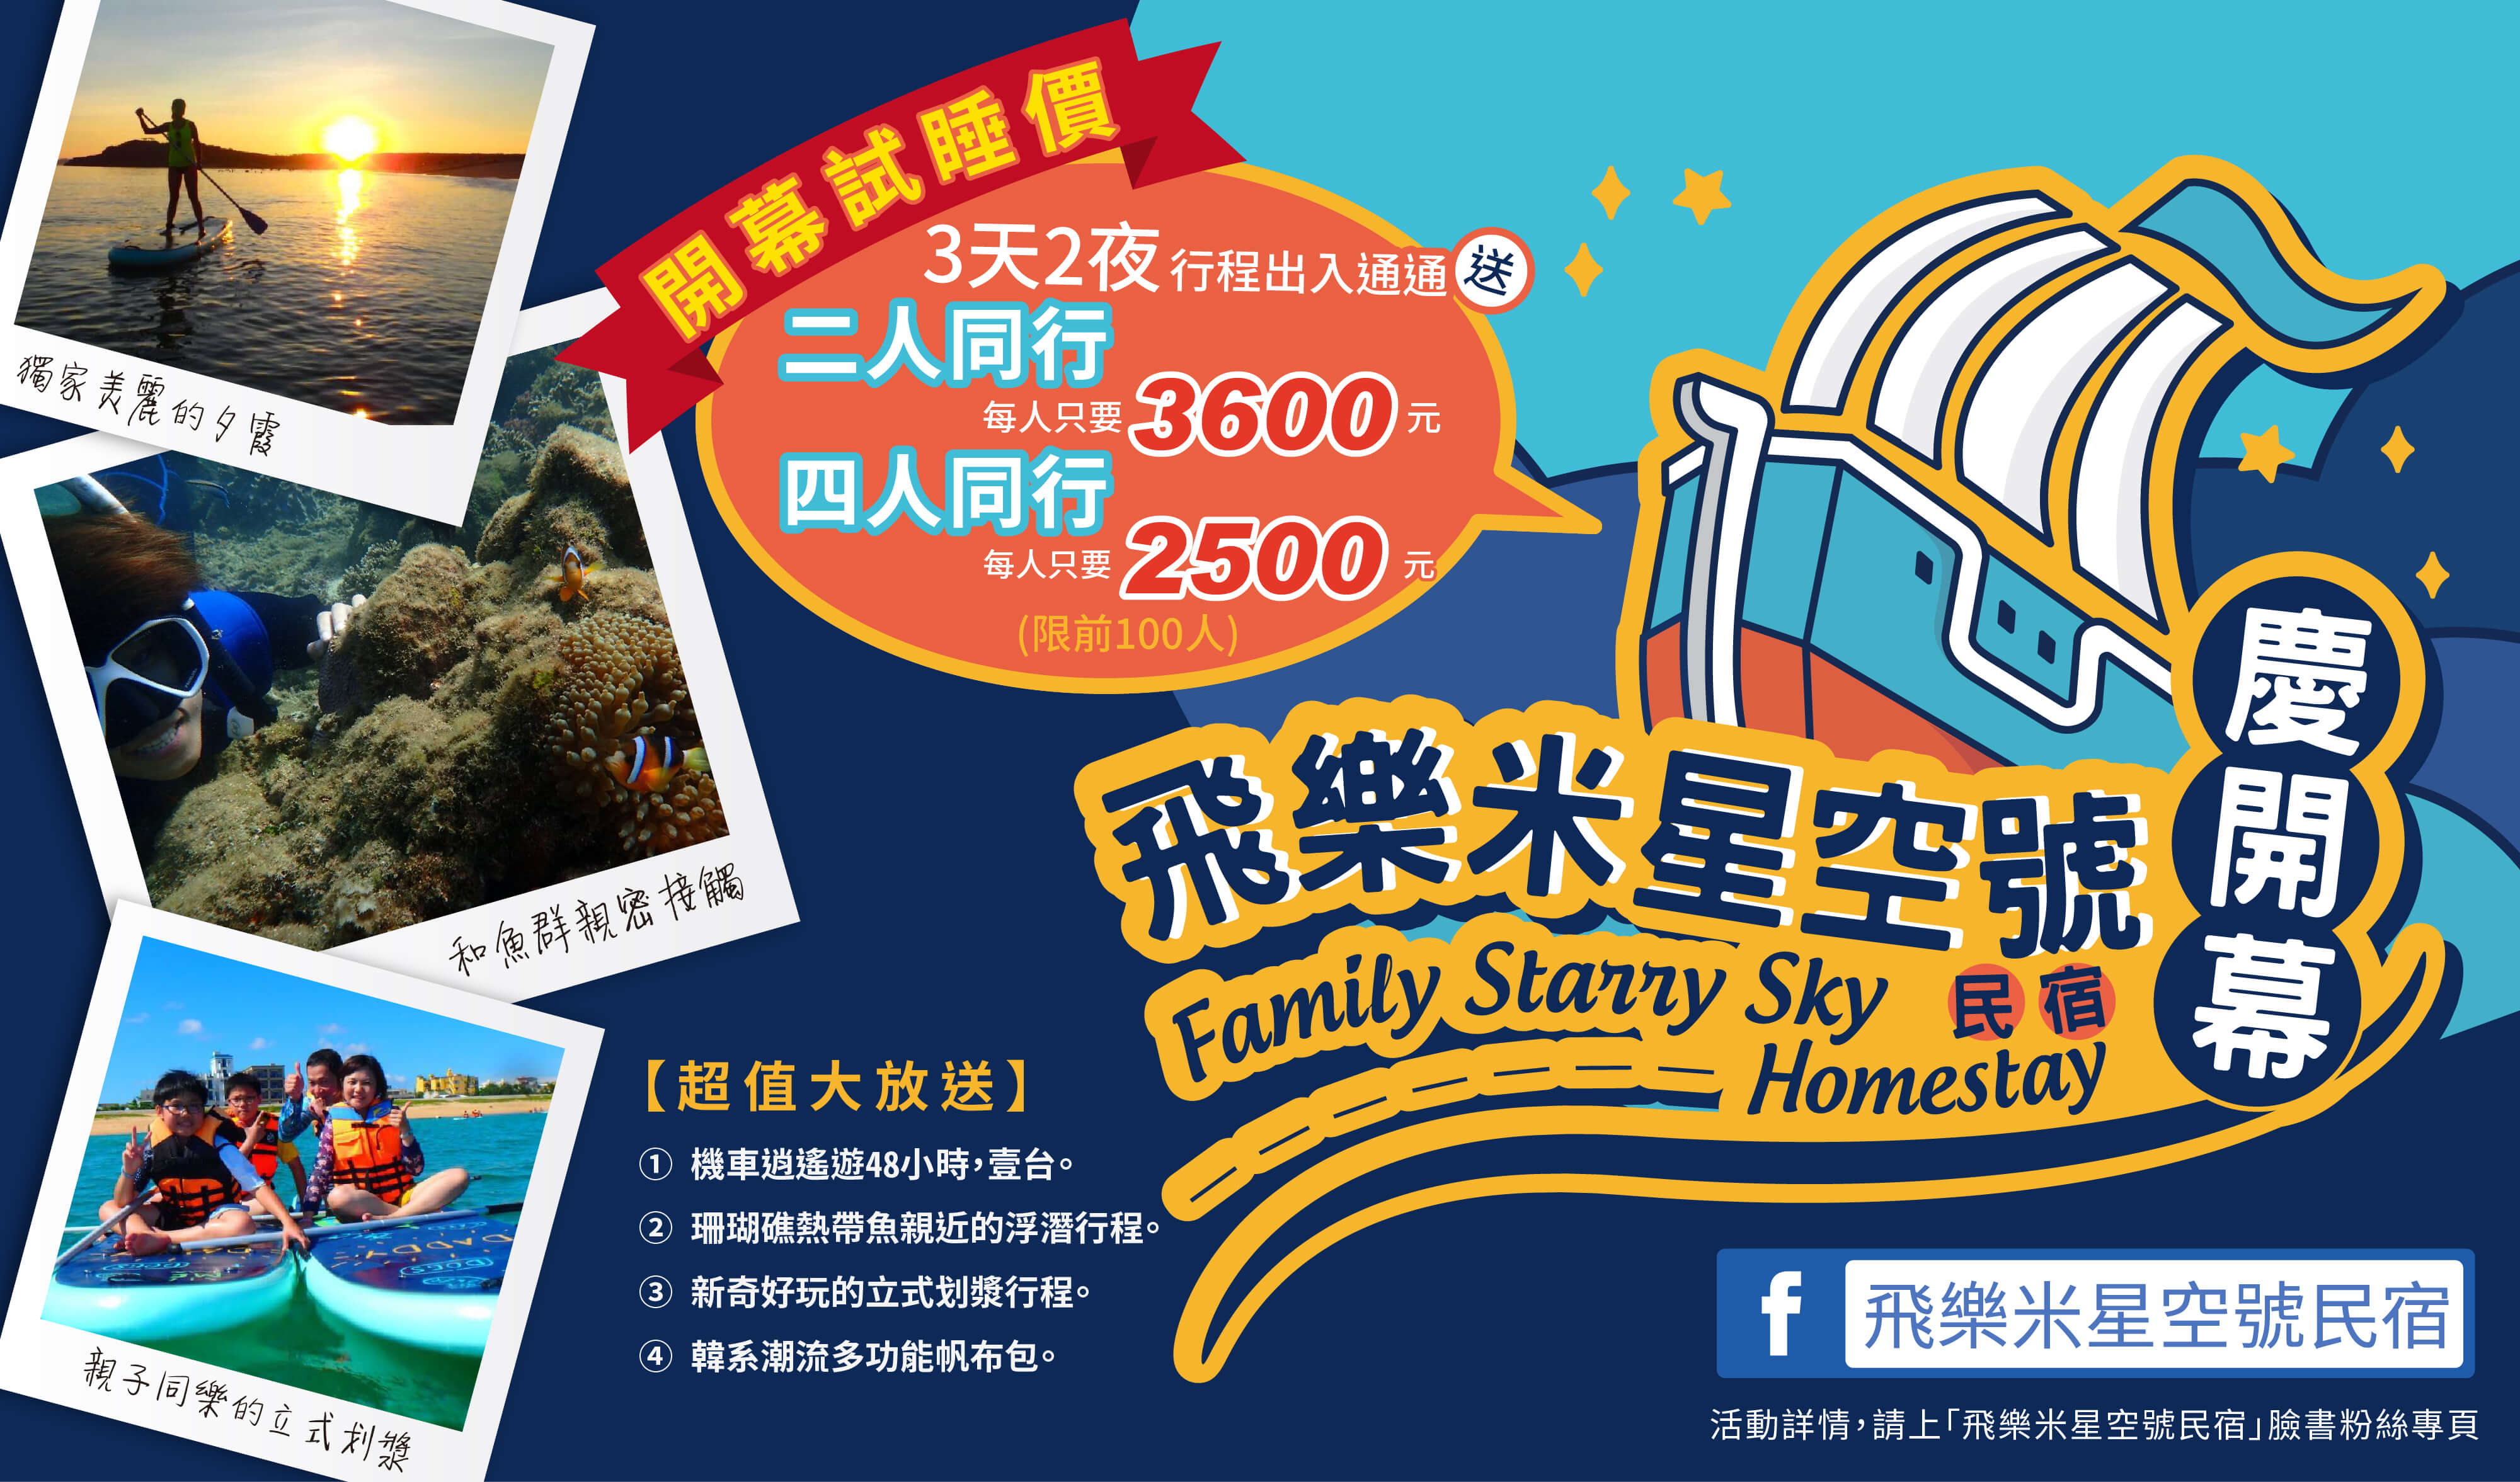 獨家美麗的夕霞
和魚群親密接觸
親子同樂的立式划槳
開幕試睡價
3天2夜行程出入通通送
二人同行
每人只要3600元
四人同行
每人只要2500元
(限前100人)
飛樂米星空號
Family Starry Sky
民宿
Homestay
慶開幕
【超值大放送】
① 機車逍遙遊48小時，壹台。
② 珊瑚礁熱帶魚親近的浮潛行程。
③ 新奇好玩的立式划漿行程。
④ 韓系潮流多功能帆布包。
f 飛樂米星空號民宿
活動詳情，請上「飛樂米星空號民宿」臉書粉絲專頁